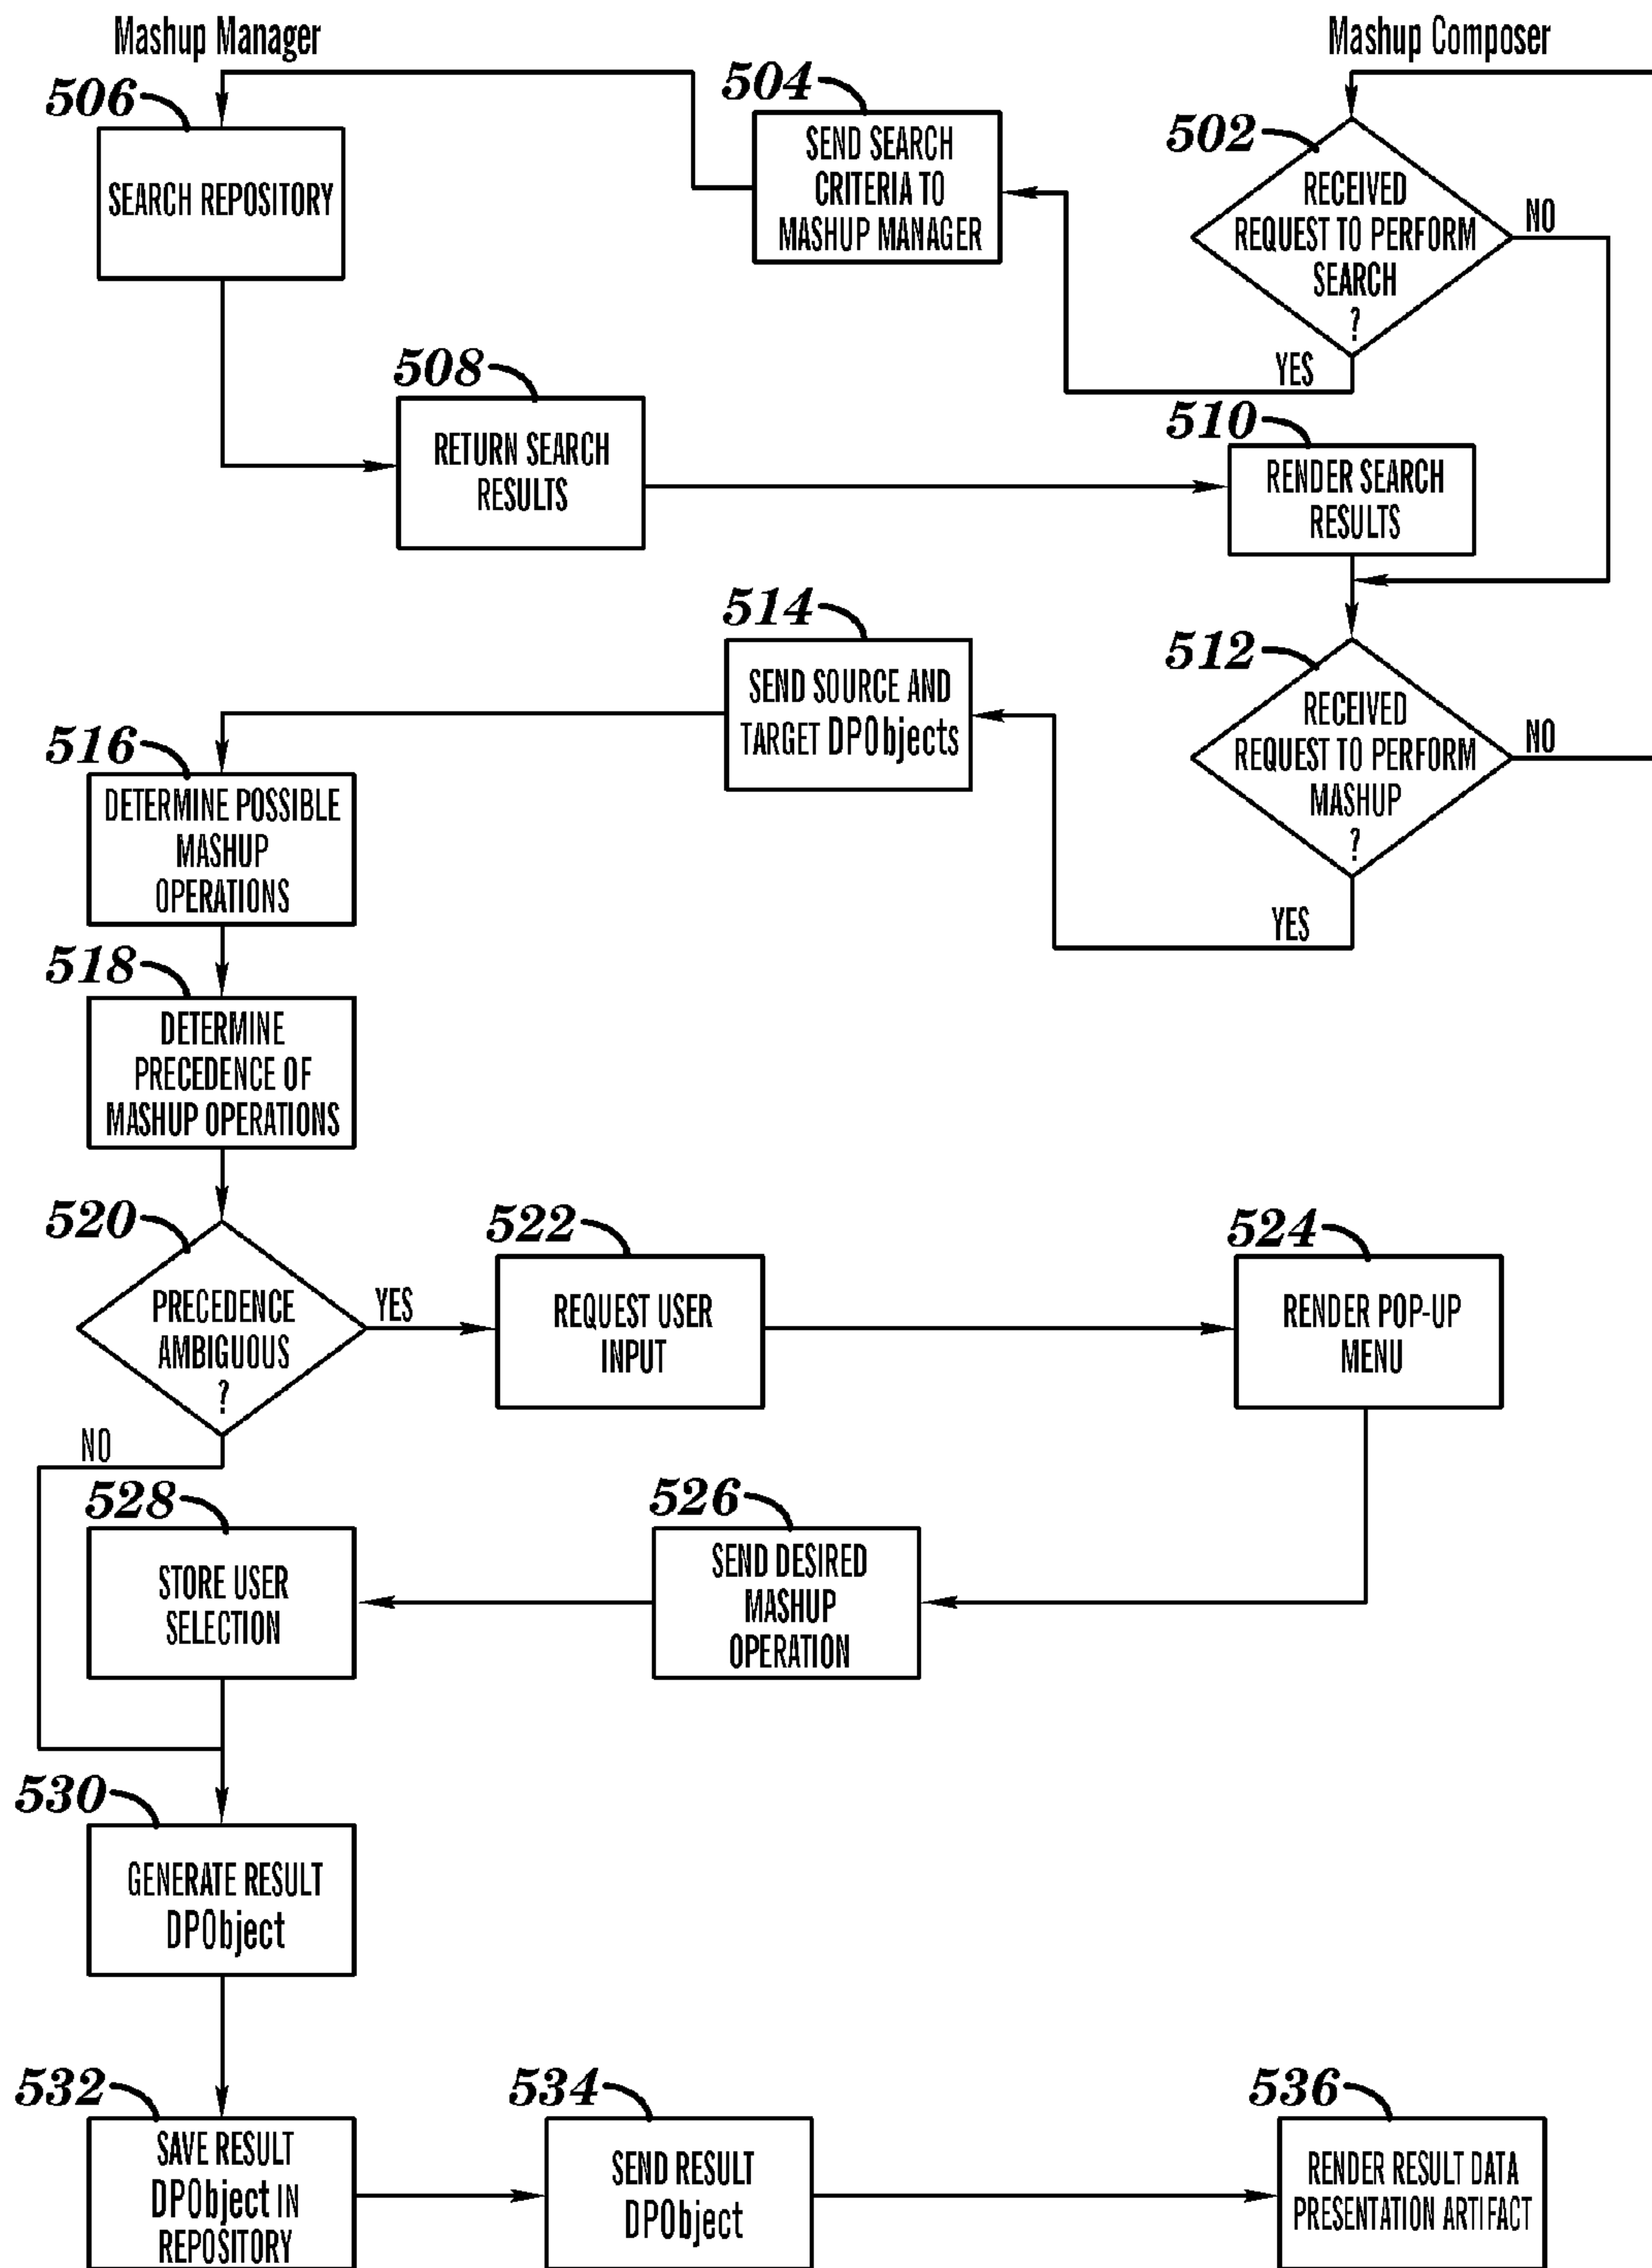 Mashup Manager
Mashup Composer
506
SEARCH REPOSITORY
504
SEND SEARCH
CRITERIA TO
MASHUP MANAGER
502
RECEIVED
REQUEST TO PERFORM
SEARCH
?
NO
YES
508
RETURN SEARCH
RESULTS
510
RENDER SEARCH
RESULTS
514
SEND SOURCE AND
TARGET DPObjects
512
RECEIVED
REQUEST TO PERFORM
MASHUP
?
NO
YES
516
DETERMINE POSSIBLE
MASHUP
OPERATIONS
518
DETERMINE
PRECEDENCE OF
MASHUP OPERATIONS
520
PRECEDENCE
AMBIGUOUS
?
YES
NO
522
REQUEST USER
INPUT
524
RENDER POP-UP
MENU
528
STORE USER
SELECTION
526
SEND DESIRED
MASHUP
OPERATION
530
GENERATE RESULT
DPObject
532
SAVE RESULT
DPObject IN
REPOSITORY
534
SEND RESULT
DPObject
536
RENDER RESULT DATA
PRESENTATION ARTIFACT